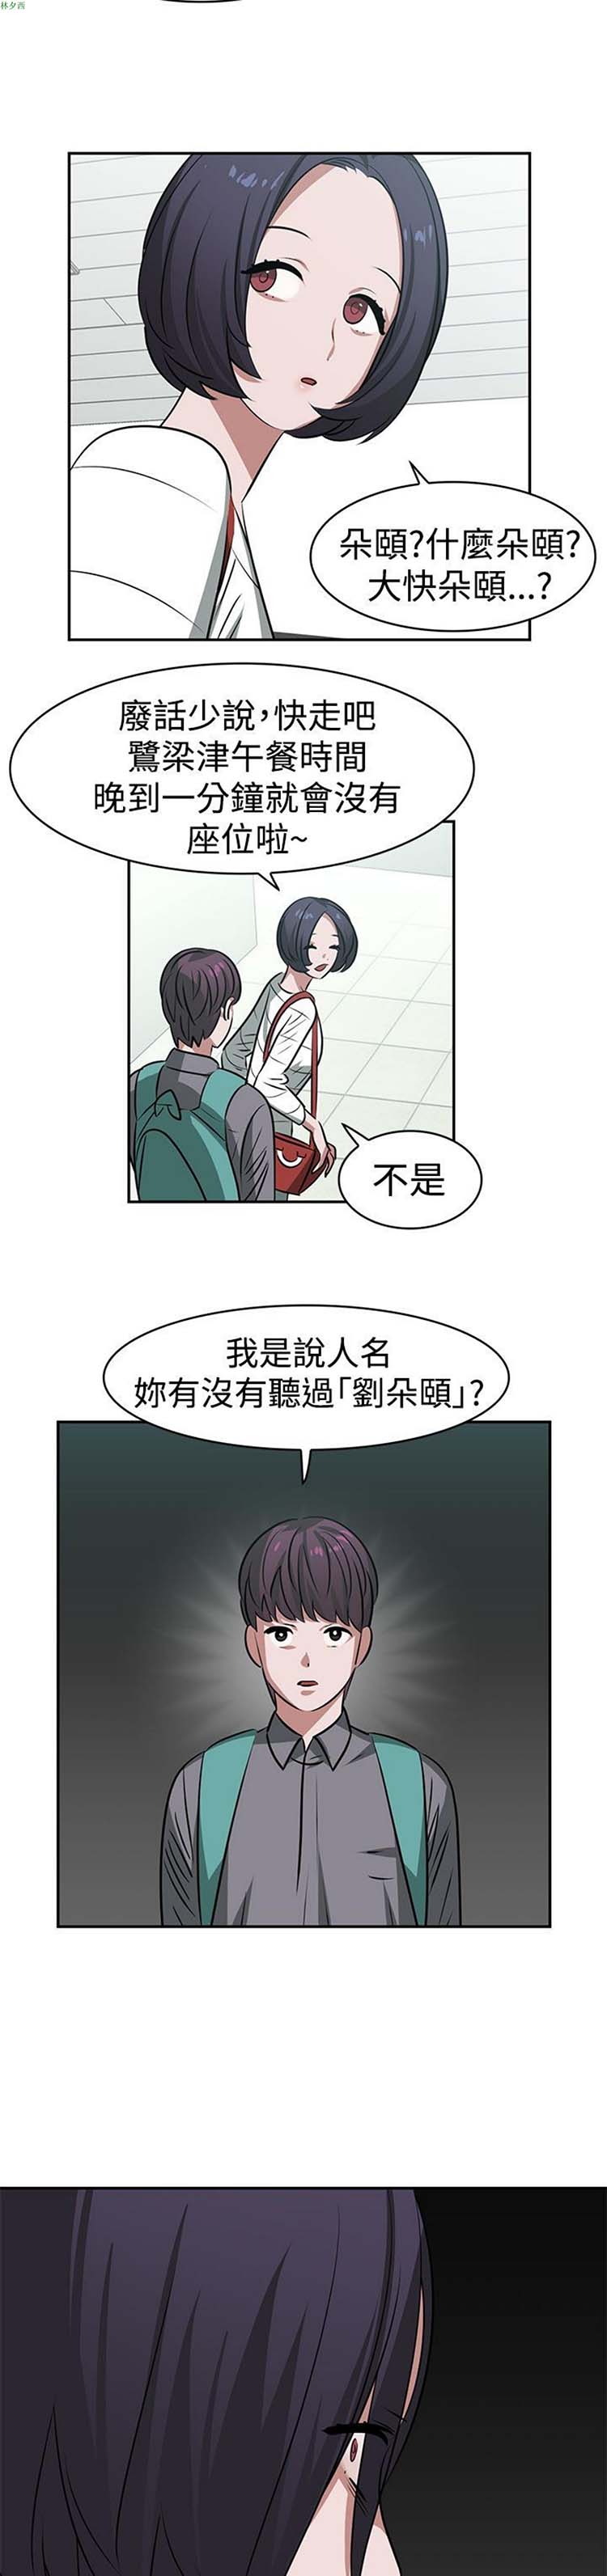 林夕西
朵頤?什麼朵頤?
大快朵頤...?
廢話少說,快走吧
鷺梁津午餐時間
晚到一分鐘就會沒有
座位啦~
不是
我是說人名
妳有沒有聽過「劉朵頤」?